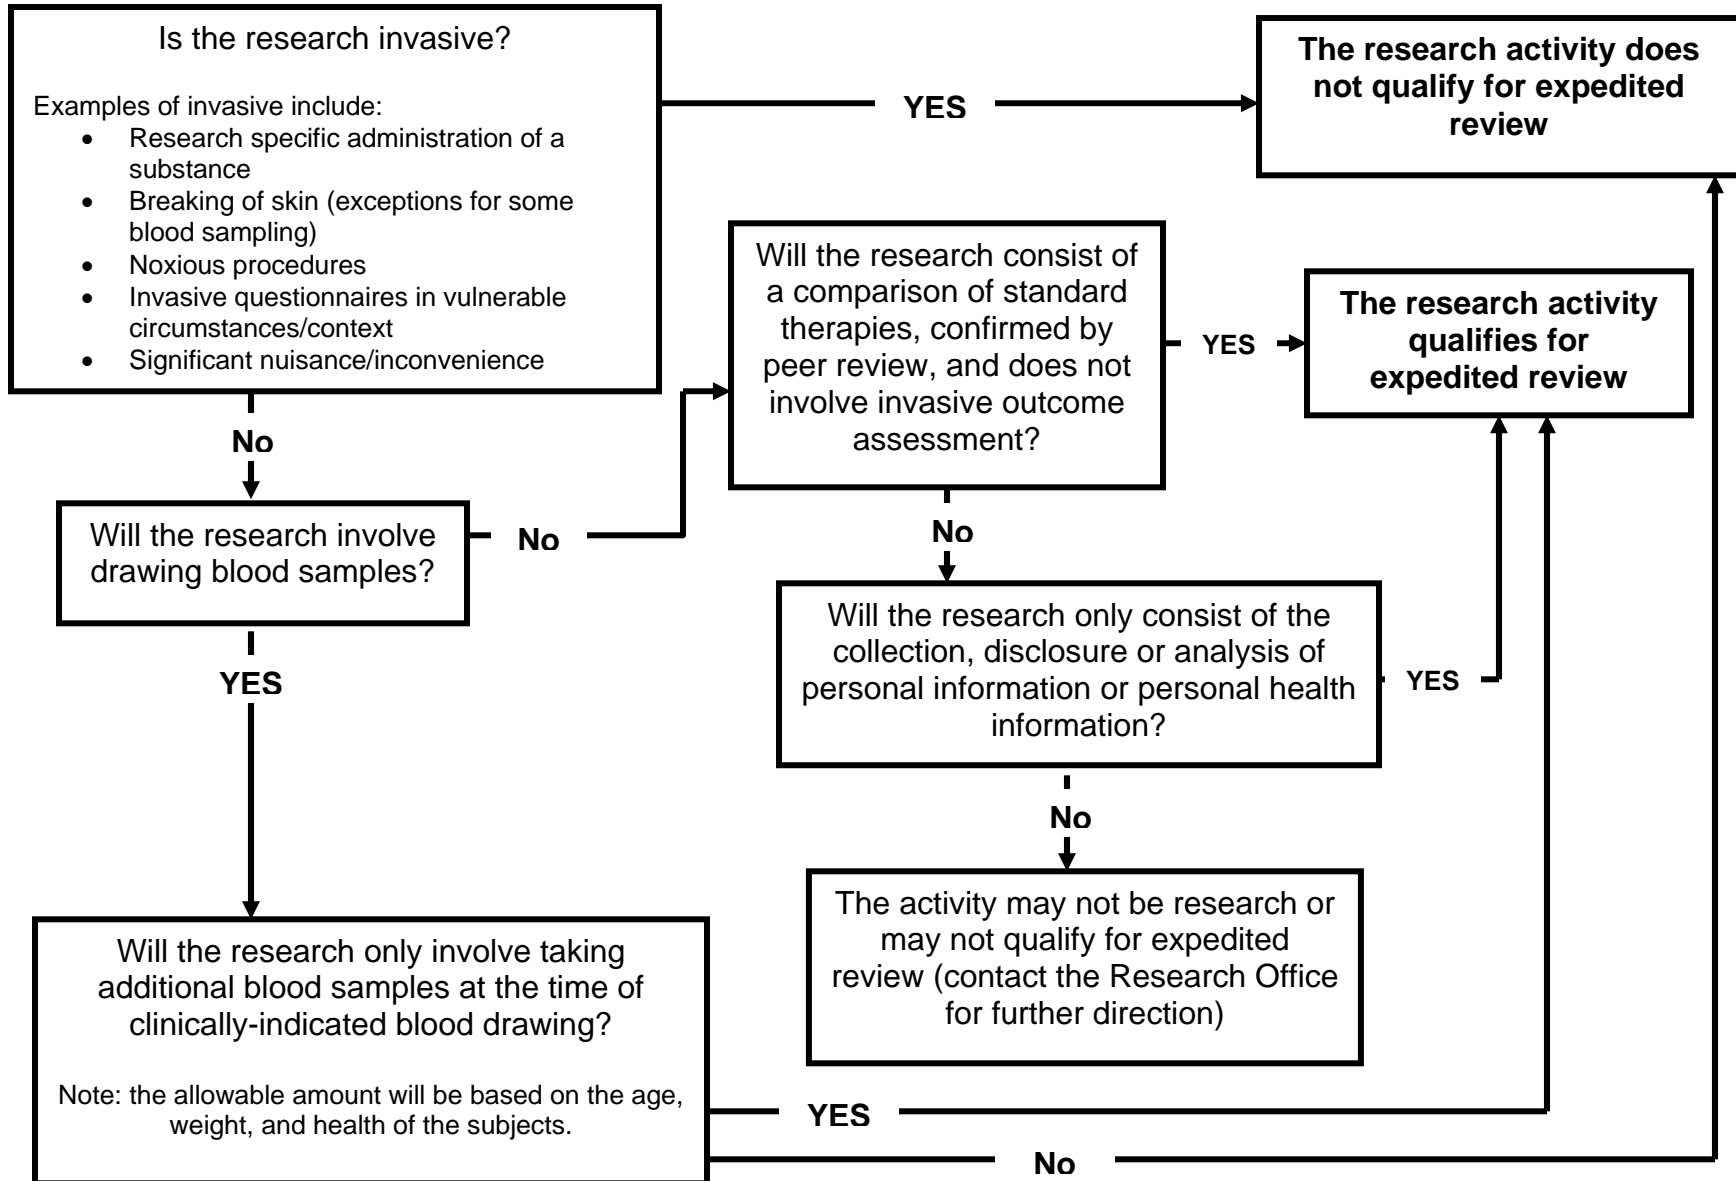 Is the research invasive?
Examples of invasive include:
• Research specific administration of a
substance
• Breaking of skin (exceptions for some
blood sampling)
• Noxious procedures
• Invasive questionnaires in vulnerable
circumstances/context
• Significant nuisance/inconvenience
YES
The research activity does
not qualify for expedited
review
No
Will the research involve
drawing blood samples?
No
Will the research consist of
a comparison of standard
therapies, confirmed by
peer review, and does not
involve invasive outcome
assessment?
YES
The research activity
qualifies for
expedited review
No
Will the research only consist of the
collection, disclosure or analysis of
personal information or personal health
information?
YES
No
The activity may not be research or
may not qualify for expedited
review (contact the Research Office
for further direction)
YES
Will the research only involve taking
additional blood samples at the time of
clinically-indicated blood drawing?
Note: the allowable amount will be based on the age,
weight, and health of the subjects.
YES
No